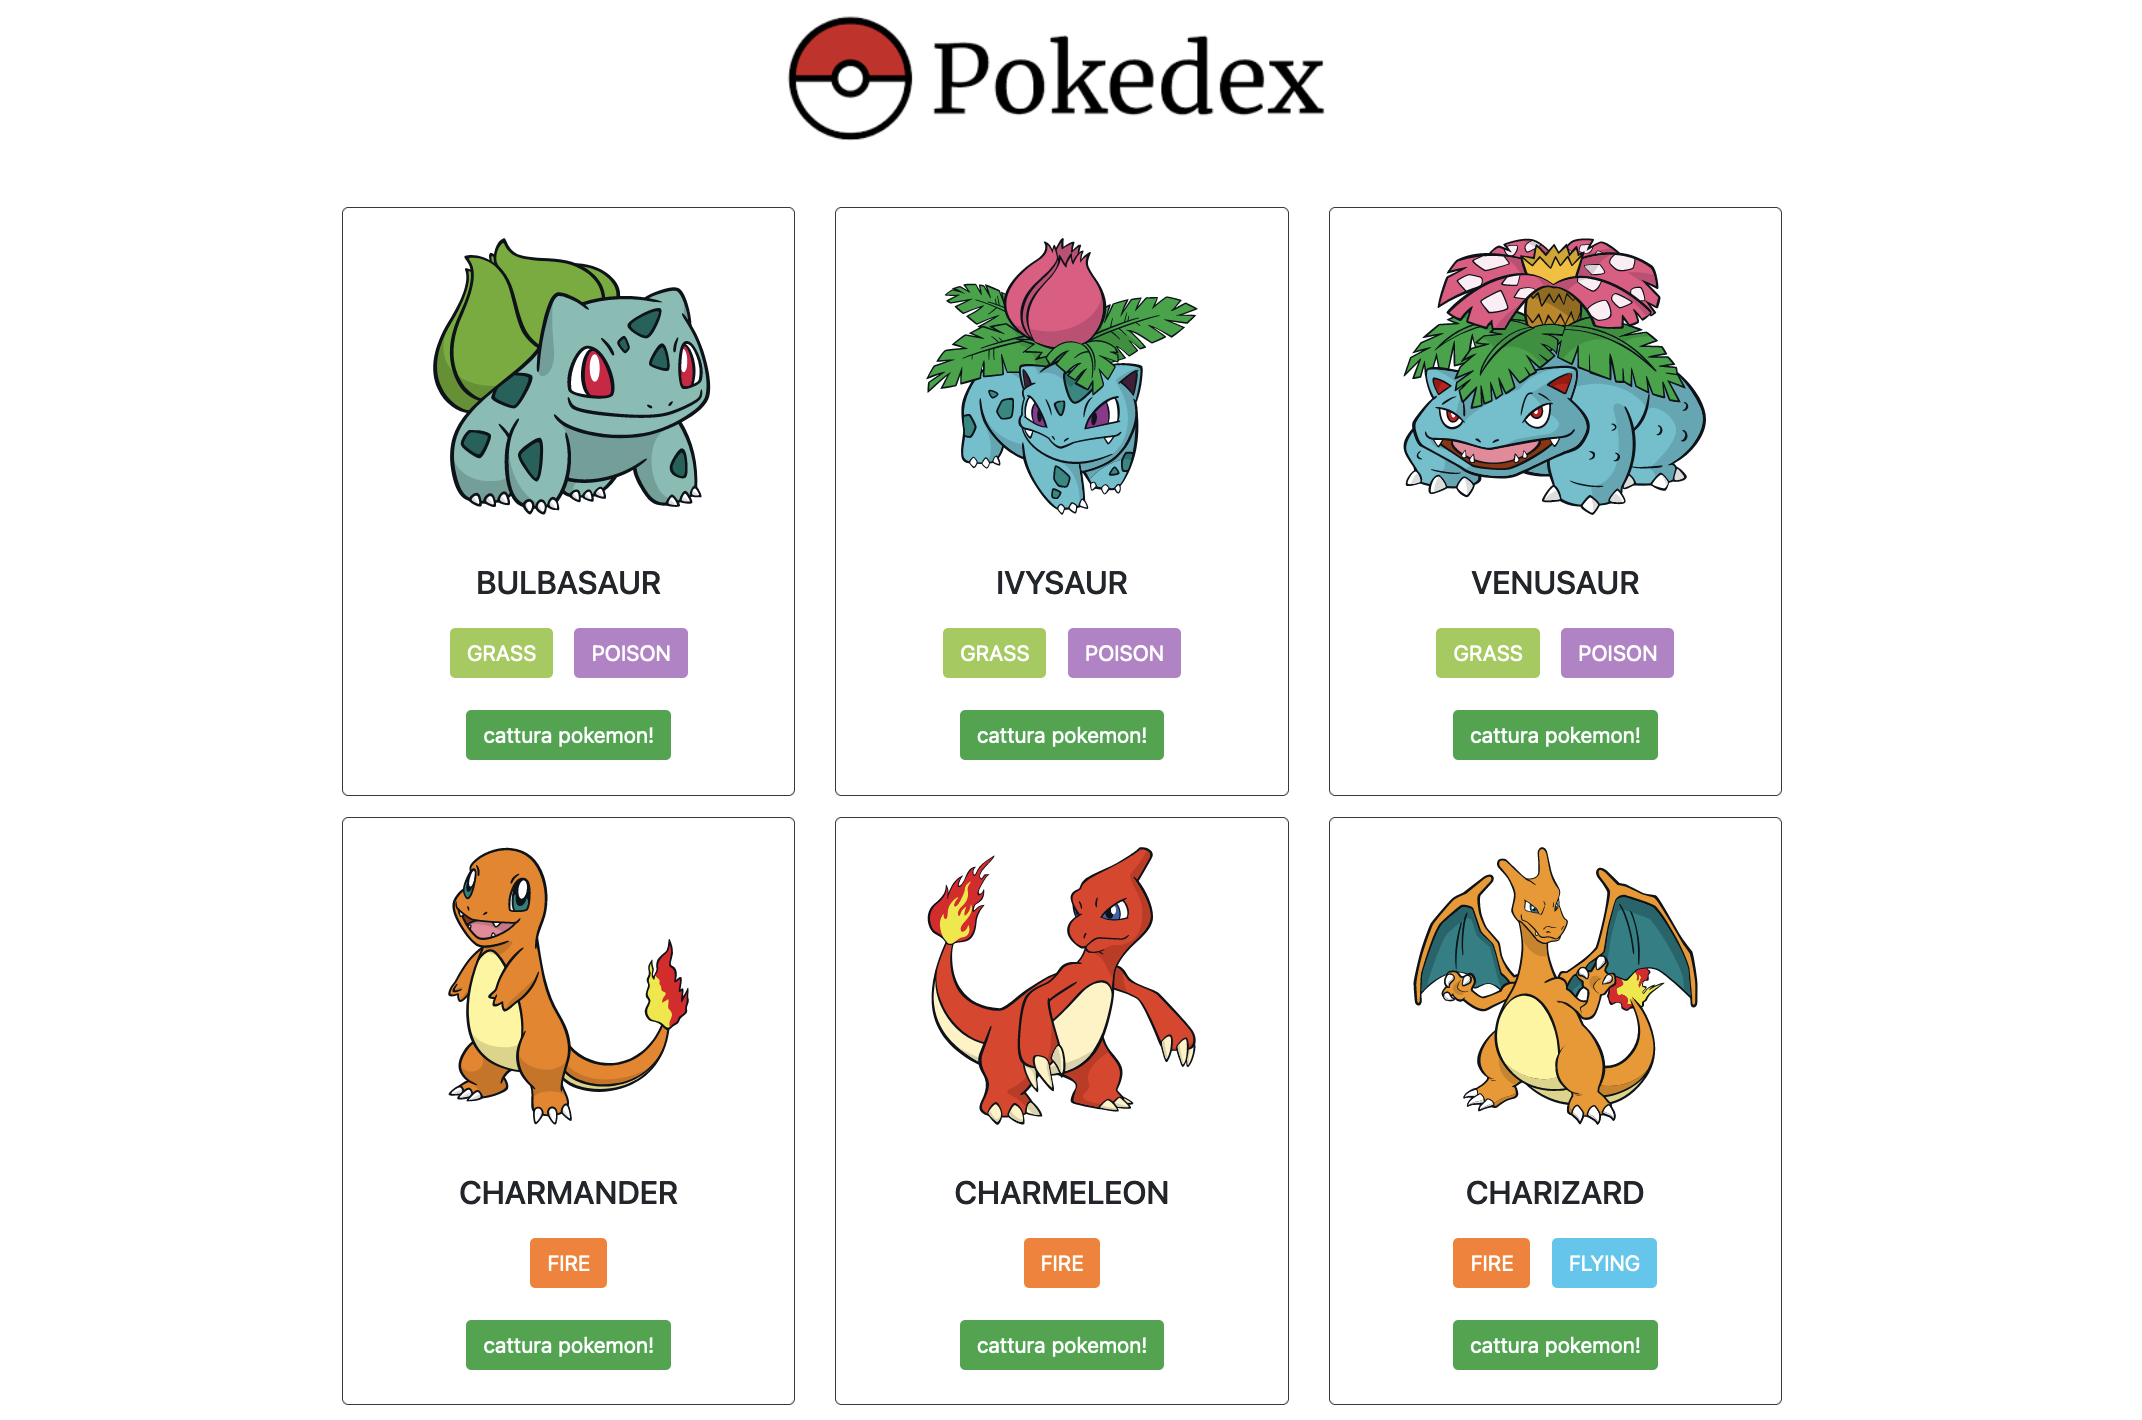 Pokedex
BULBASAUR
GRASS POISON
cattura pokemon!
IVYSAUR
GRASS POISON
cattura pokemon!
VENUSAUR
GRASS POISON
cattura pokemon!
CHARMANDER
FIRE
cattura pokemon!
CHARMELEON
FIRE
cattura pokemon!
CHARIZARD
FIRE FLYING
cattura pokemon!